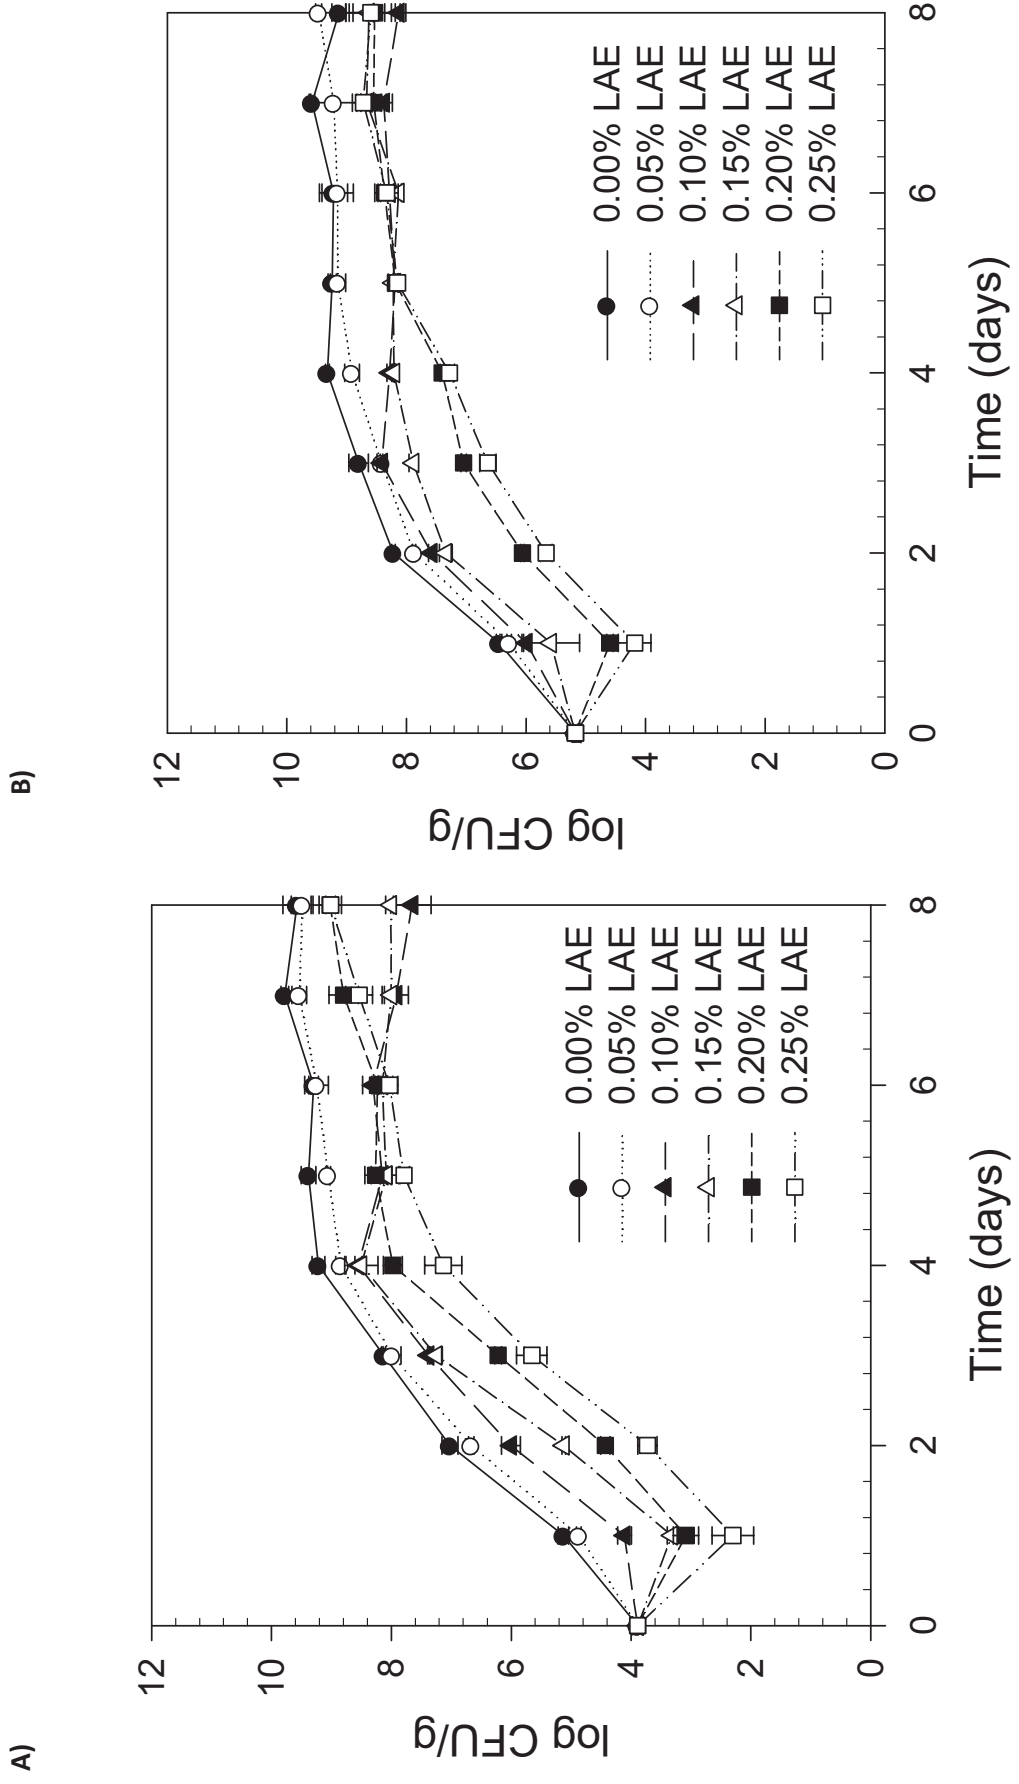 A)
log CFU/g
12
10
8
6
4
2
0
0
2
4
6
8
Time (days)
0.00% LAE
0.05% LAE
0.10% LAE
0.15% LAE
0.20% LAE
0.25% LAE
B)
log CFU/g
12
10
8
6
4
2
0
0
2
4
6
8
Time (days)
0.00% LAE
0.05% LAE
0.10% LAE
0.15% LAE
0.20% LAE
0.25% LAE